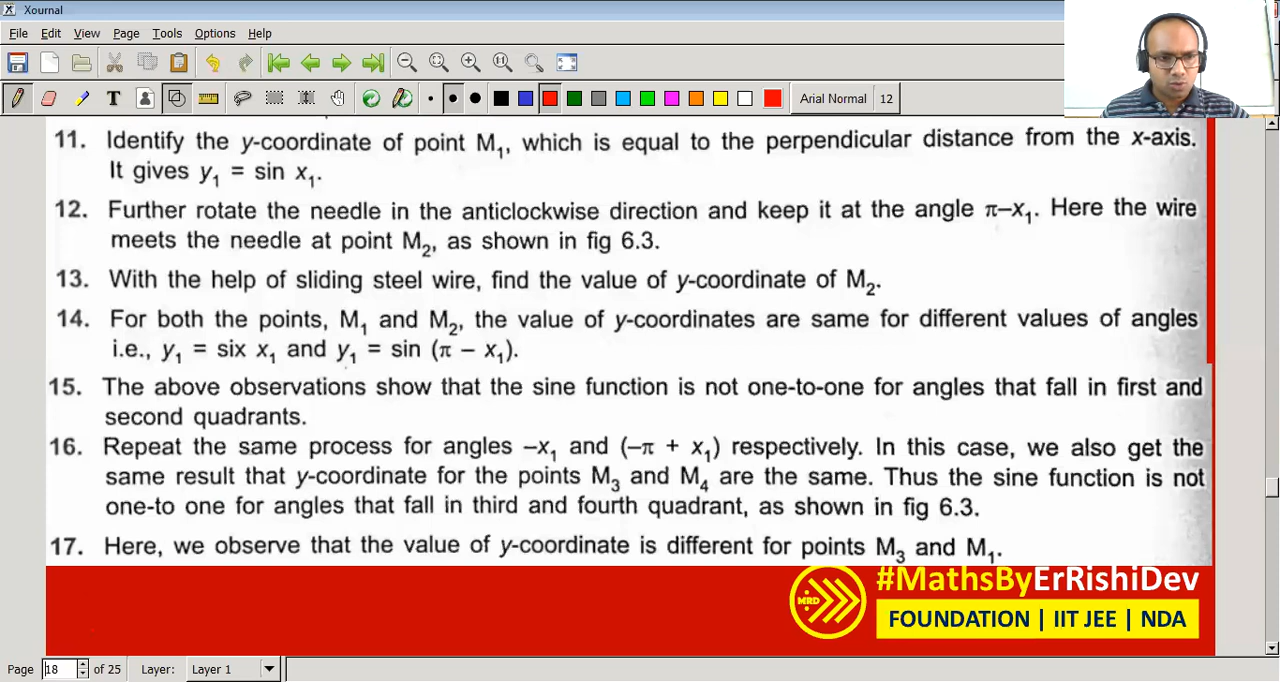 Xournal
File Edit View Page Tools Options Help
Arial Normal 12
11. Identify the y-coordinate of point M₁, which is equal to the perpendicular distance from the x-axis.
It gives y₁ = sin x₁.
12. Further rotate the needle in the anticlockwise direction and keep it at the angle π–x₁. Here the wire
meets the needle at point M₂, as shown in fig 6.3.
13. With the help of sliding steel wire, find the value of y-coordinate of M₂.
14. For both the points, M₁ and M₂, the value of y-coordinates are same for different values of angles
i.e., y₁ = six x₁ and y₁ = sin (π – x₁).
15. The above observations show that the sine function is not one-to-one for angles that fall in first and
second quadrants.
16. Repeat the same process for angles –x₁ and (–π + x₁) respectively. In this case, we also get the
same result that y-coordinate for the points M₃ and M₄ are the same. Thus the sine function is not
one-to one for angles that fall in third and fourth quadrant, as shown in fig 6.3.
17. Here, we observe that the value of y-coordinate is different for points M₃ and M₁.
MRD
#MathsByErRishiDev
FOUNDATION | IIT JEE | NDA
Page 18 of 25 Layer: Layer 1